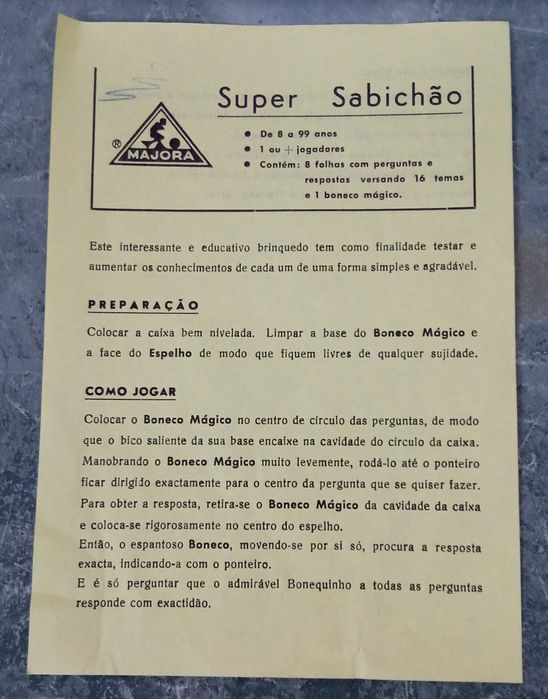 Super Sabichão
® MAJORA
● De 8 a 99 anos
● 1 ou + jogadores
● Contém: 8 folhas com perguntas e
respostas versando 16 temas
e 1 boneco mágico.
Este interessante e educativo brinquedo tem como finalidade testar e
aumentar os conhecimentos de cada um de uma forma simples e agradável.
PREPARAÇÃO
Colocar a caixa bem nivelada. Limpar a base do Boneco Mágico e
a face do Espelho de modo que fiquem livres de qualquer sujidade.
COMO JOGAR
Colocar o Boneco Mágico no centro de círculo das perguntas, de modo
que o bico saliente da sua base encaixe na cavidade do círculo da caixa.
Manobrando o Boneco Mágico muito levemente, rodá-lo até o ponteiro
ficar dirigido exactamente para o centro da pergunta que se quiser fazer.
Para obter a resposta, retira-se o Boneco Mágico da cavidade da caixa
e coloca-se rigorosamente no centro do espelho.
Então, o espantoso Boneco, movendo-se por si só, procura a resposta
exacta, indicando-a com o ponteiro.
E é só perguntar que o admirável Bonequinho a todas as perguntas
responde com exactidão.